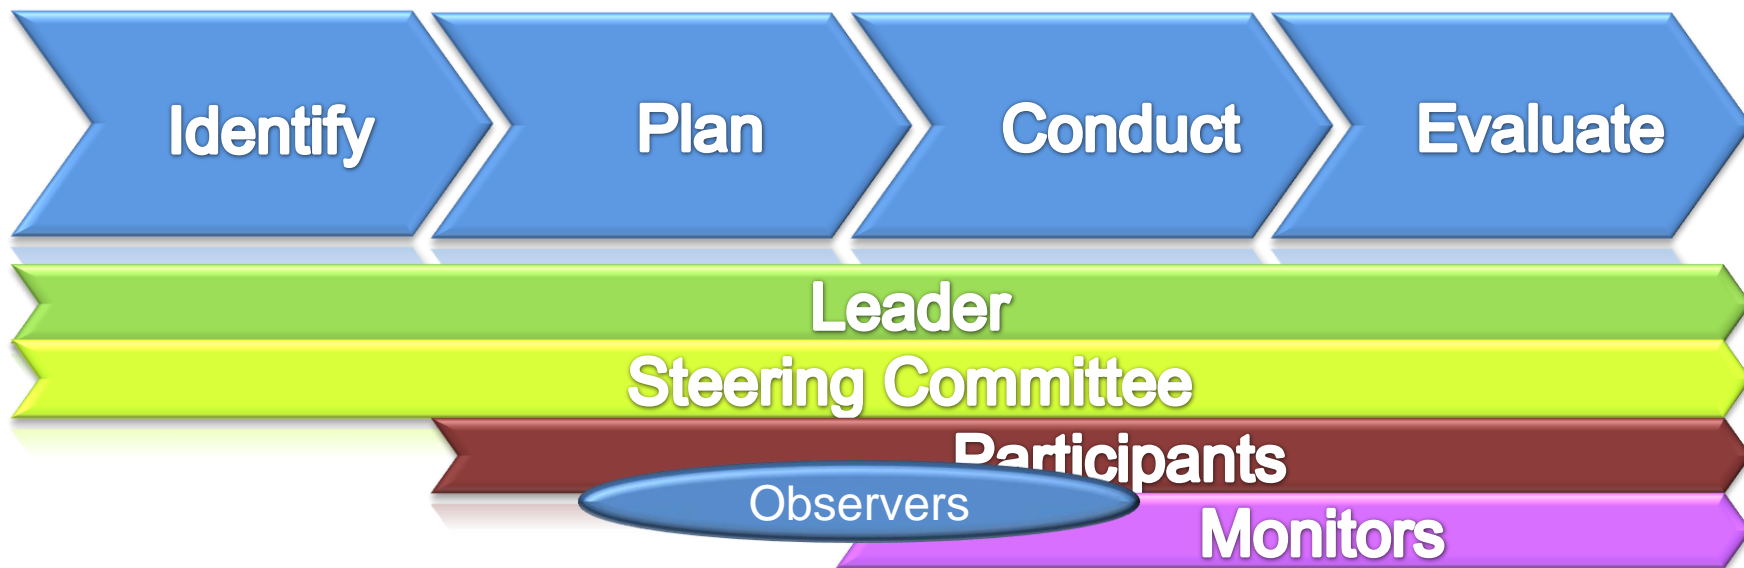 Identify
Plan
Conduct
Evaluate
Leader
Steering Committee
Participants
Observers
Monitors